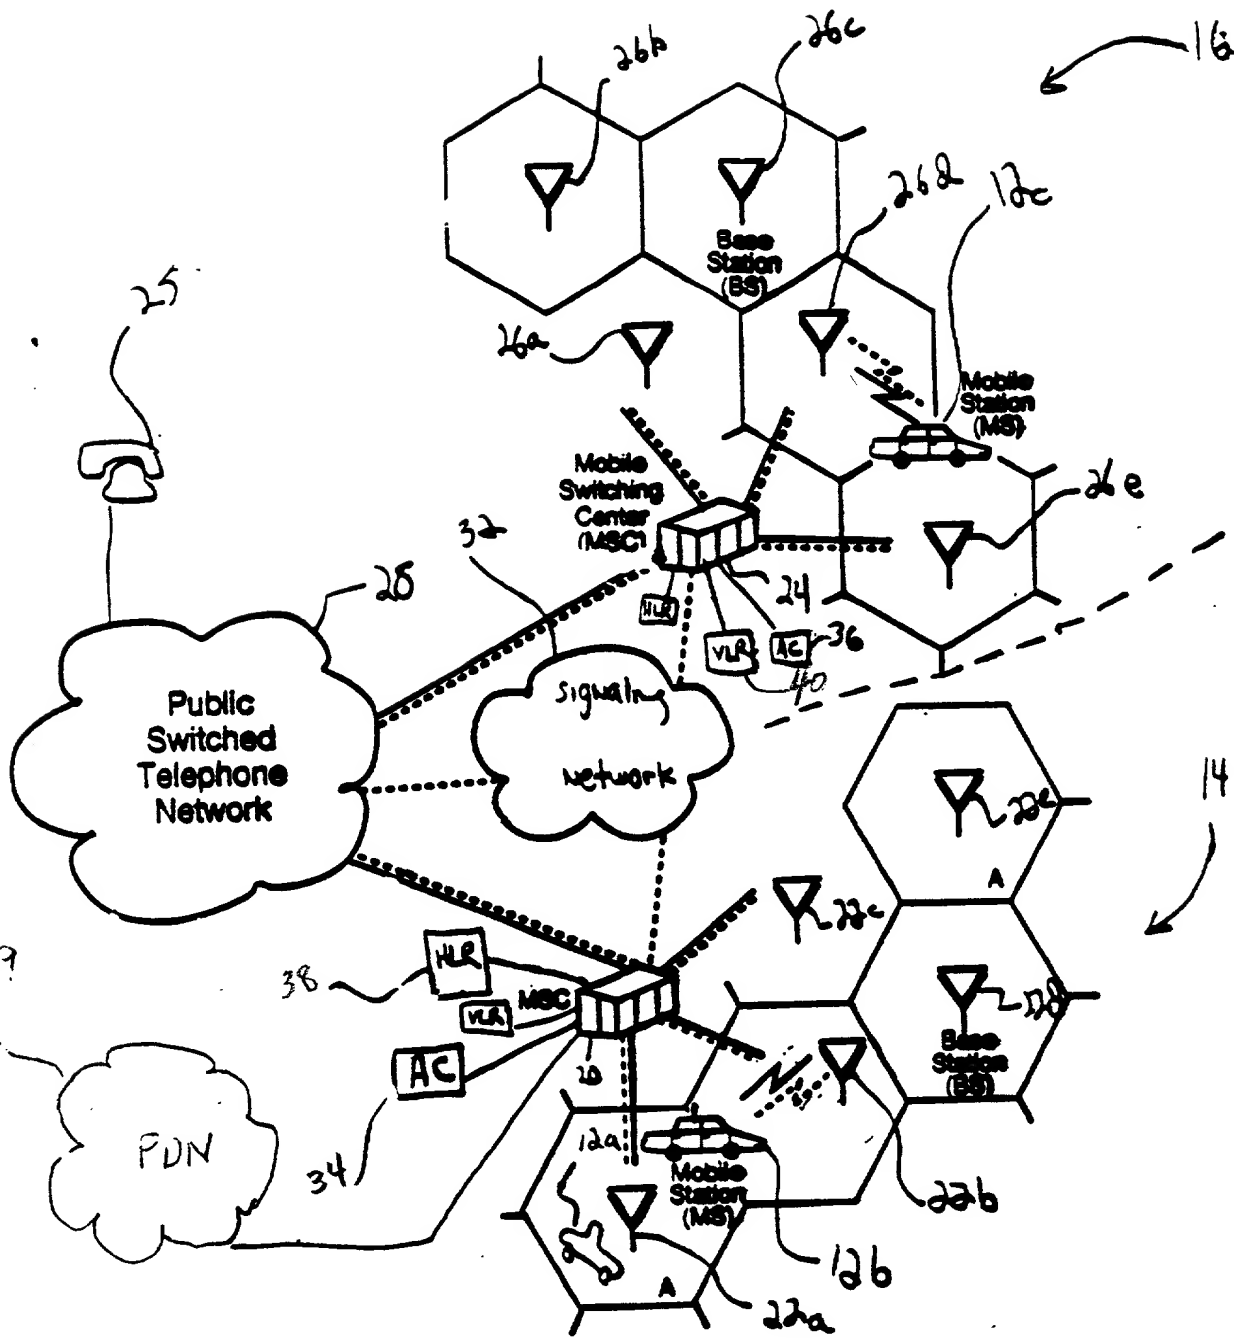 26b
26c
16
26d
12c
Base
Station
(BS)
25
26a
Mobile
Station
(MS)
Mobile
Switching
Center
(MSC)
26e
32
24
28
HLR
VLR
AC
36
40
Public
Switched
Telephone
Network
Signaling
Network
14
22e
A
22c
HLR
38
MSC
VLR
22d
Base
Station
(BS)
AC
20
PDN
34
12a
Mobile
Station
(MS)
22b
12b
A
22a